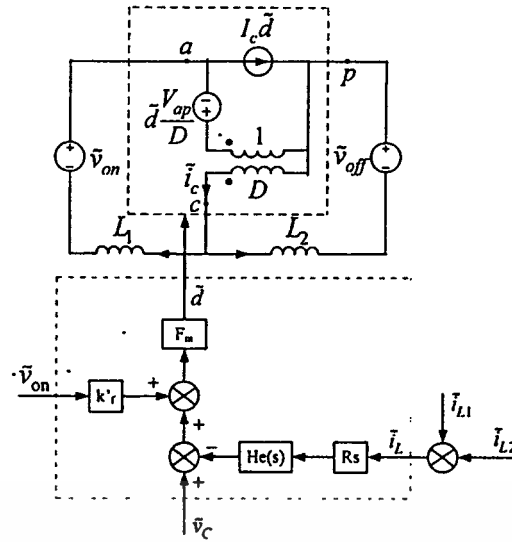 I_c d̃
a
p
d̃ V_ap/D
1
ṽ_on
ĩ_c
D
ṽ_off
c
L_1
L_2
d̃
F_m
ṽ_on
k'_f
+
+
+
−
He(s)
Rs
ĩ_L
ĩ_L1
ĩ_L2
+
ṽ_C